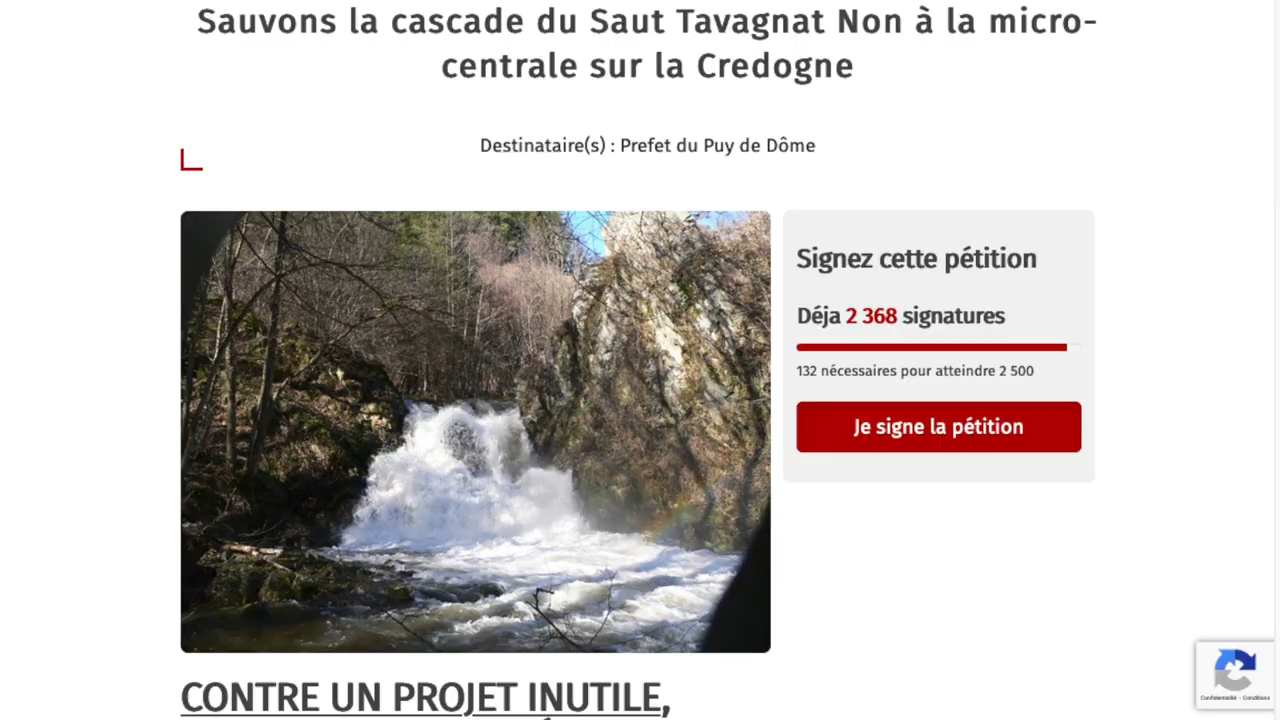 Sauvons la cascade du Saut Tavagnat Non à la micro-
centrale sur la Credogne
Destinataire(s) : Prefet du Puy de Dôme
Signez cette pétition
Déja 2 368 signatures
132 nécessaires pour atteindre 2 500
Je signe la pétition
CONTRE UN PROJET INUTILE,
Confidentialité - Conditions